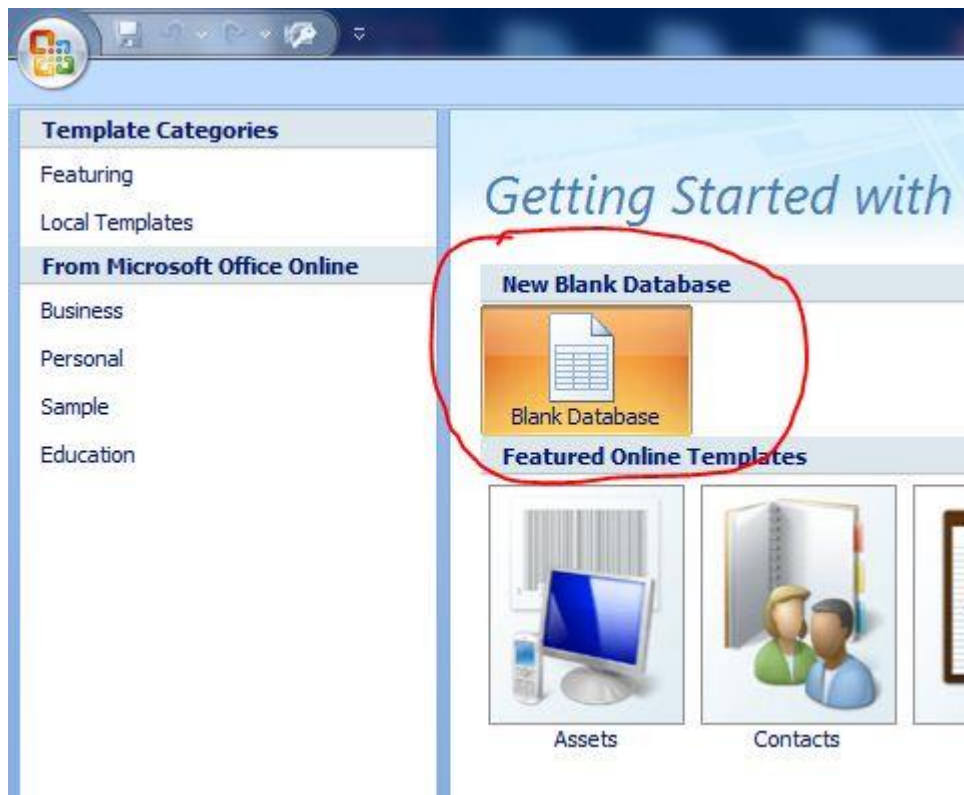 Template Categories
Featuring
Local Templates
From Microsoft Office Online
Business
Personal
Sample
Education
Getting Started with
New Blank Database
Blank Database
Featured Online Templates
Assets
Contacts